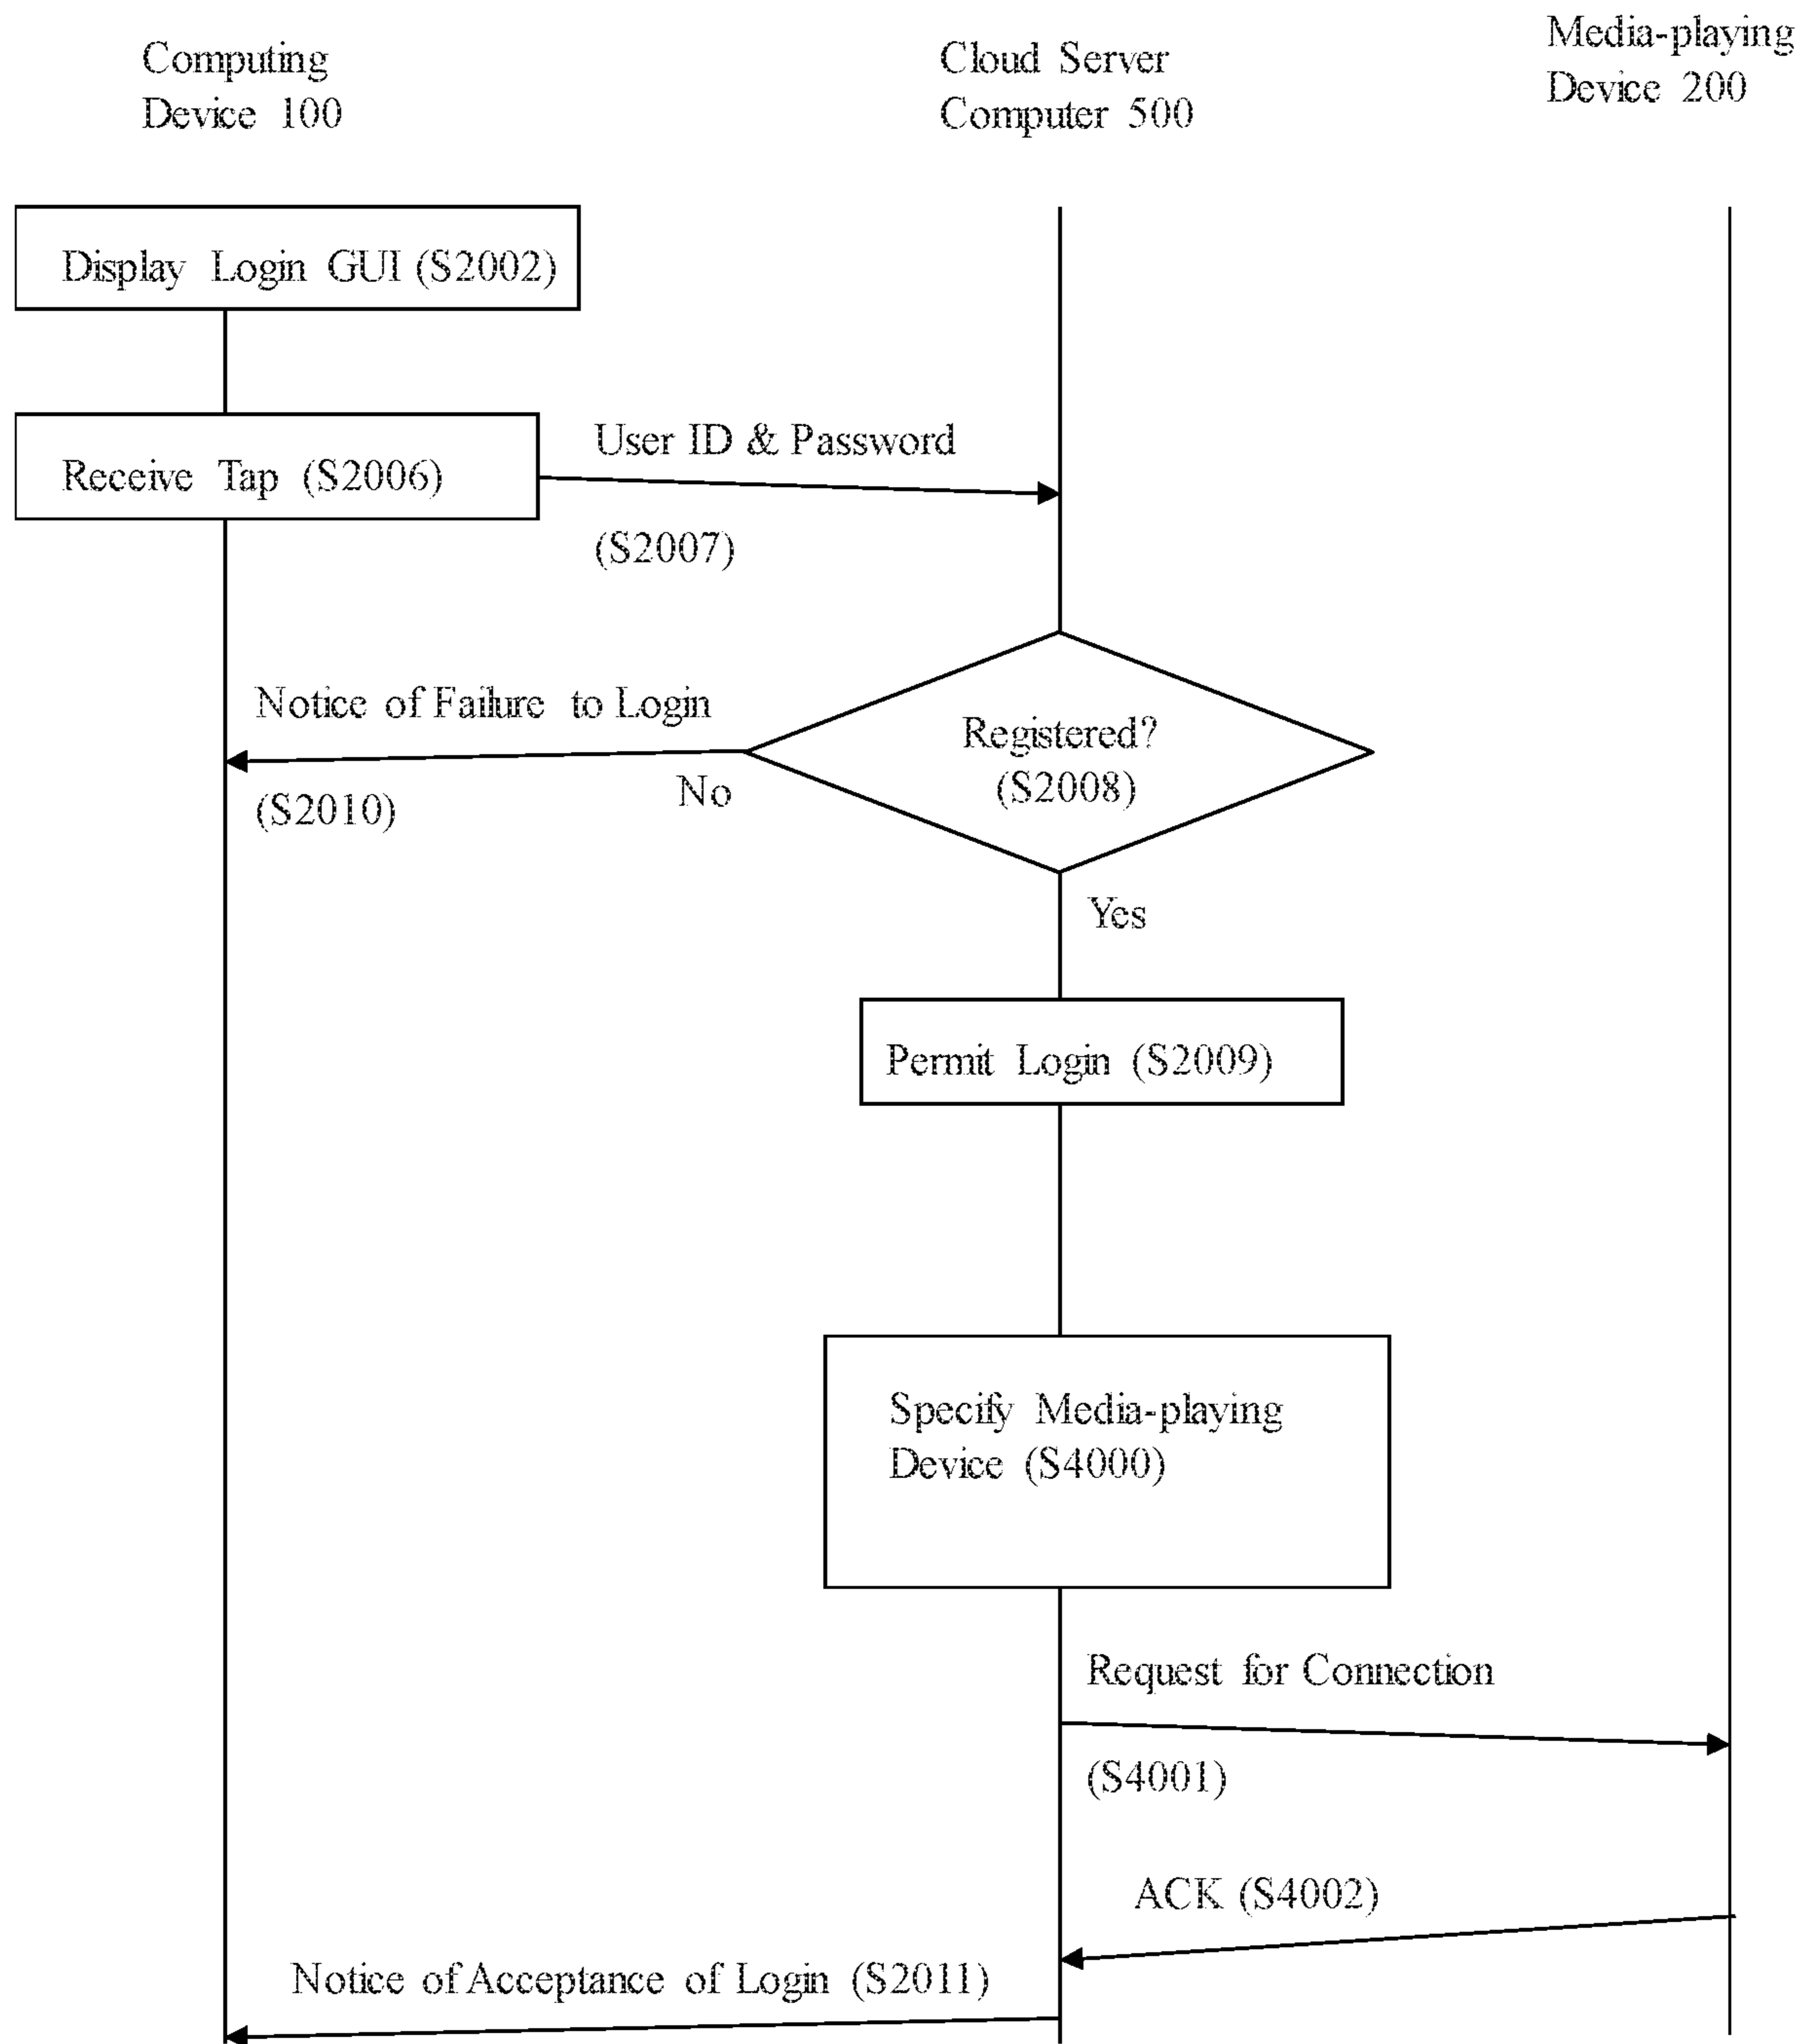 Computing
Device 100
Cloud Server
Computer 500
Media-playing
Device 200
Display Login GUI (S2002)
Receive Tap (S2006)
User ID & Password
(S2007)
Notice of Failure to Login
(S2010)
No
Registered?
(S2008)
Yes
Permit Login (S2009)
Specify Media-playing
Device (S4000)
Request for Connection
(S4001)
ACK (S4002)
Notice of Acceptance of Login (S2011)